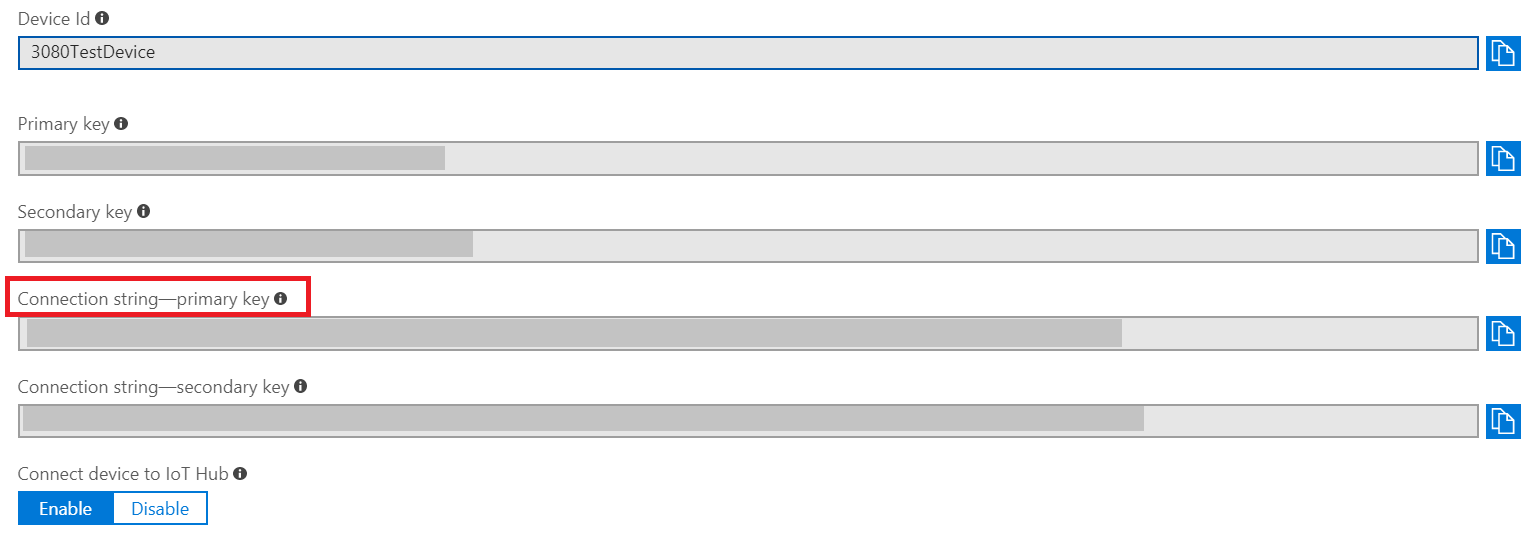 Device Id
3080TestDevice
Primary key
Secondary key
Connection string—primary key
Connection string—secondary key
Connect device to IoT Hub
Enable Disable